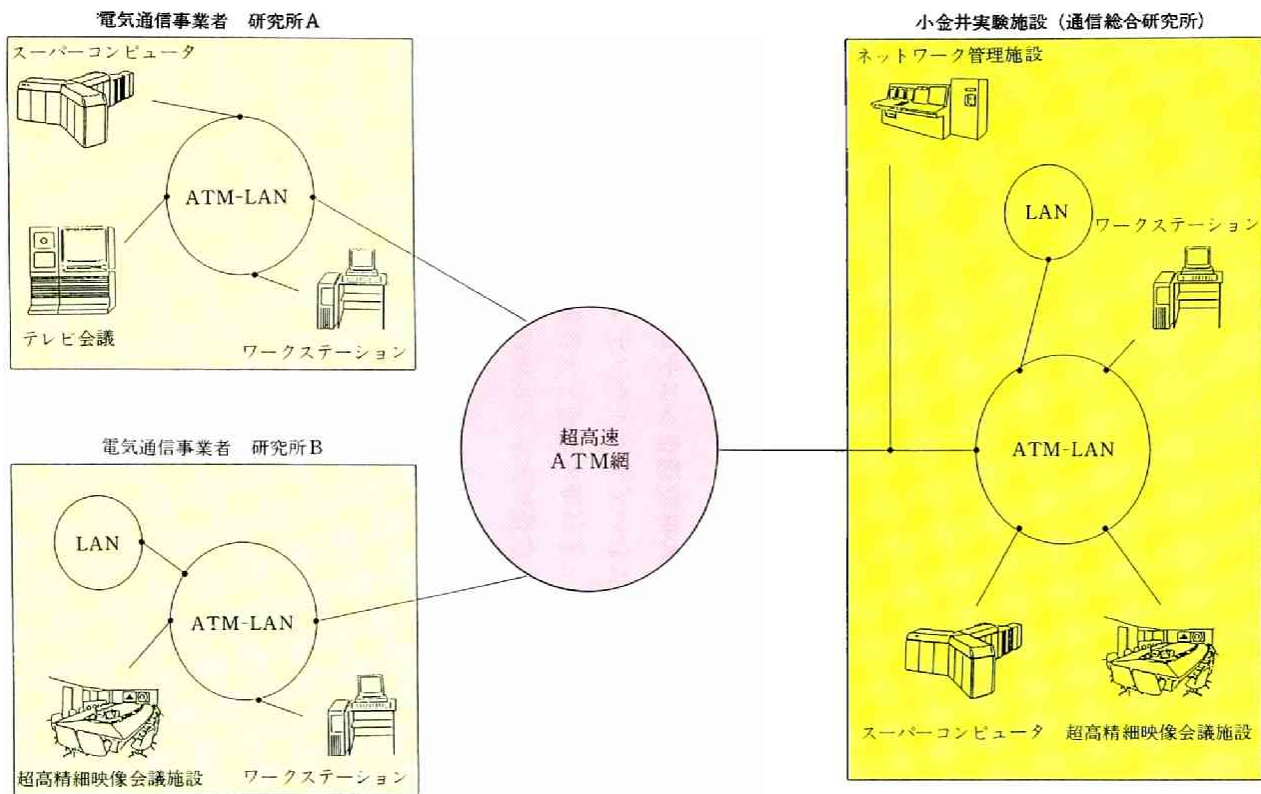 電気通信事業者 研究所A
スーパーコンピュータ
ATM-LAN
テレビ会議
ワークステーション
電気通信事業者 研究所B
LAN
ATM-LAN
超高精細映像会議施設
ワークステーション
超高速
ATM網
小金井実験施設(通信総合研究所)
ネットワーク管理施設
LAN
ワークステーション
ATM-LAN
スーパーコンピュータ
超高精細映像会議施設